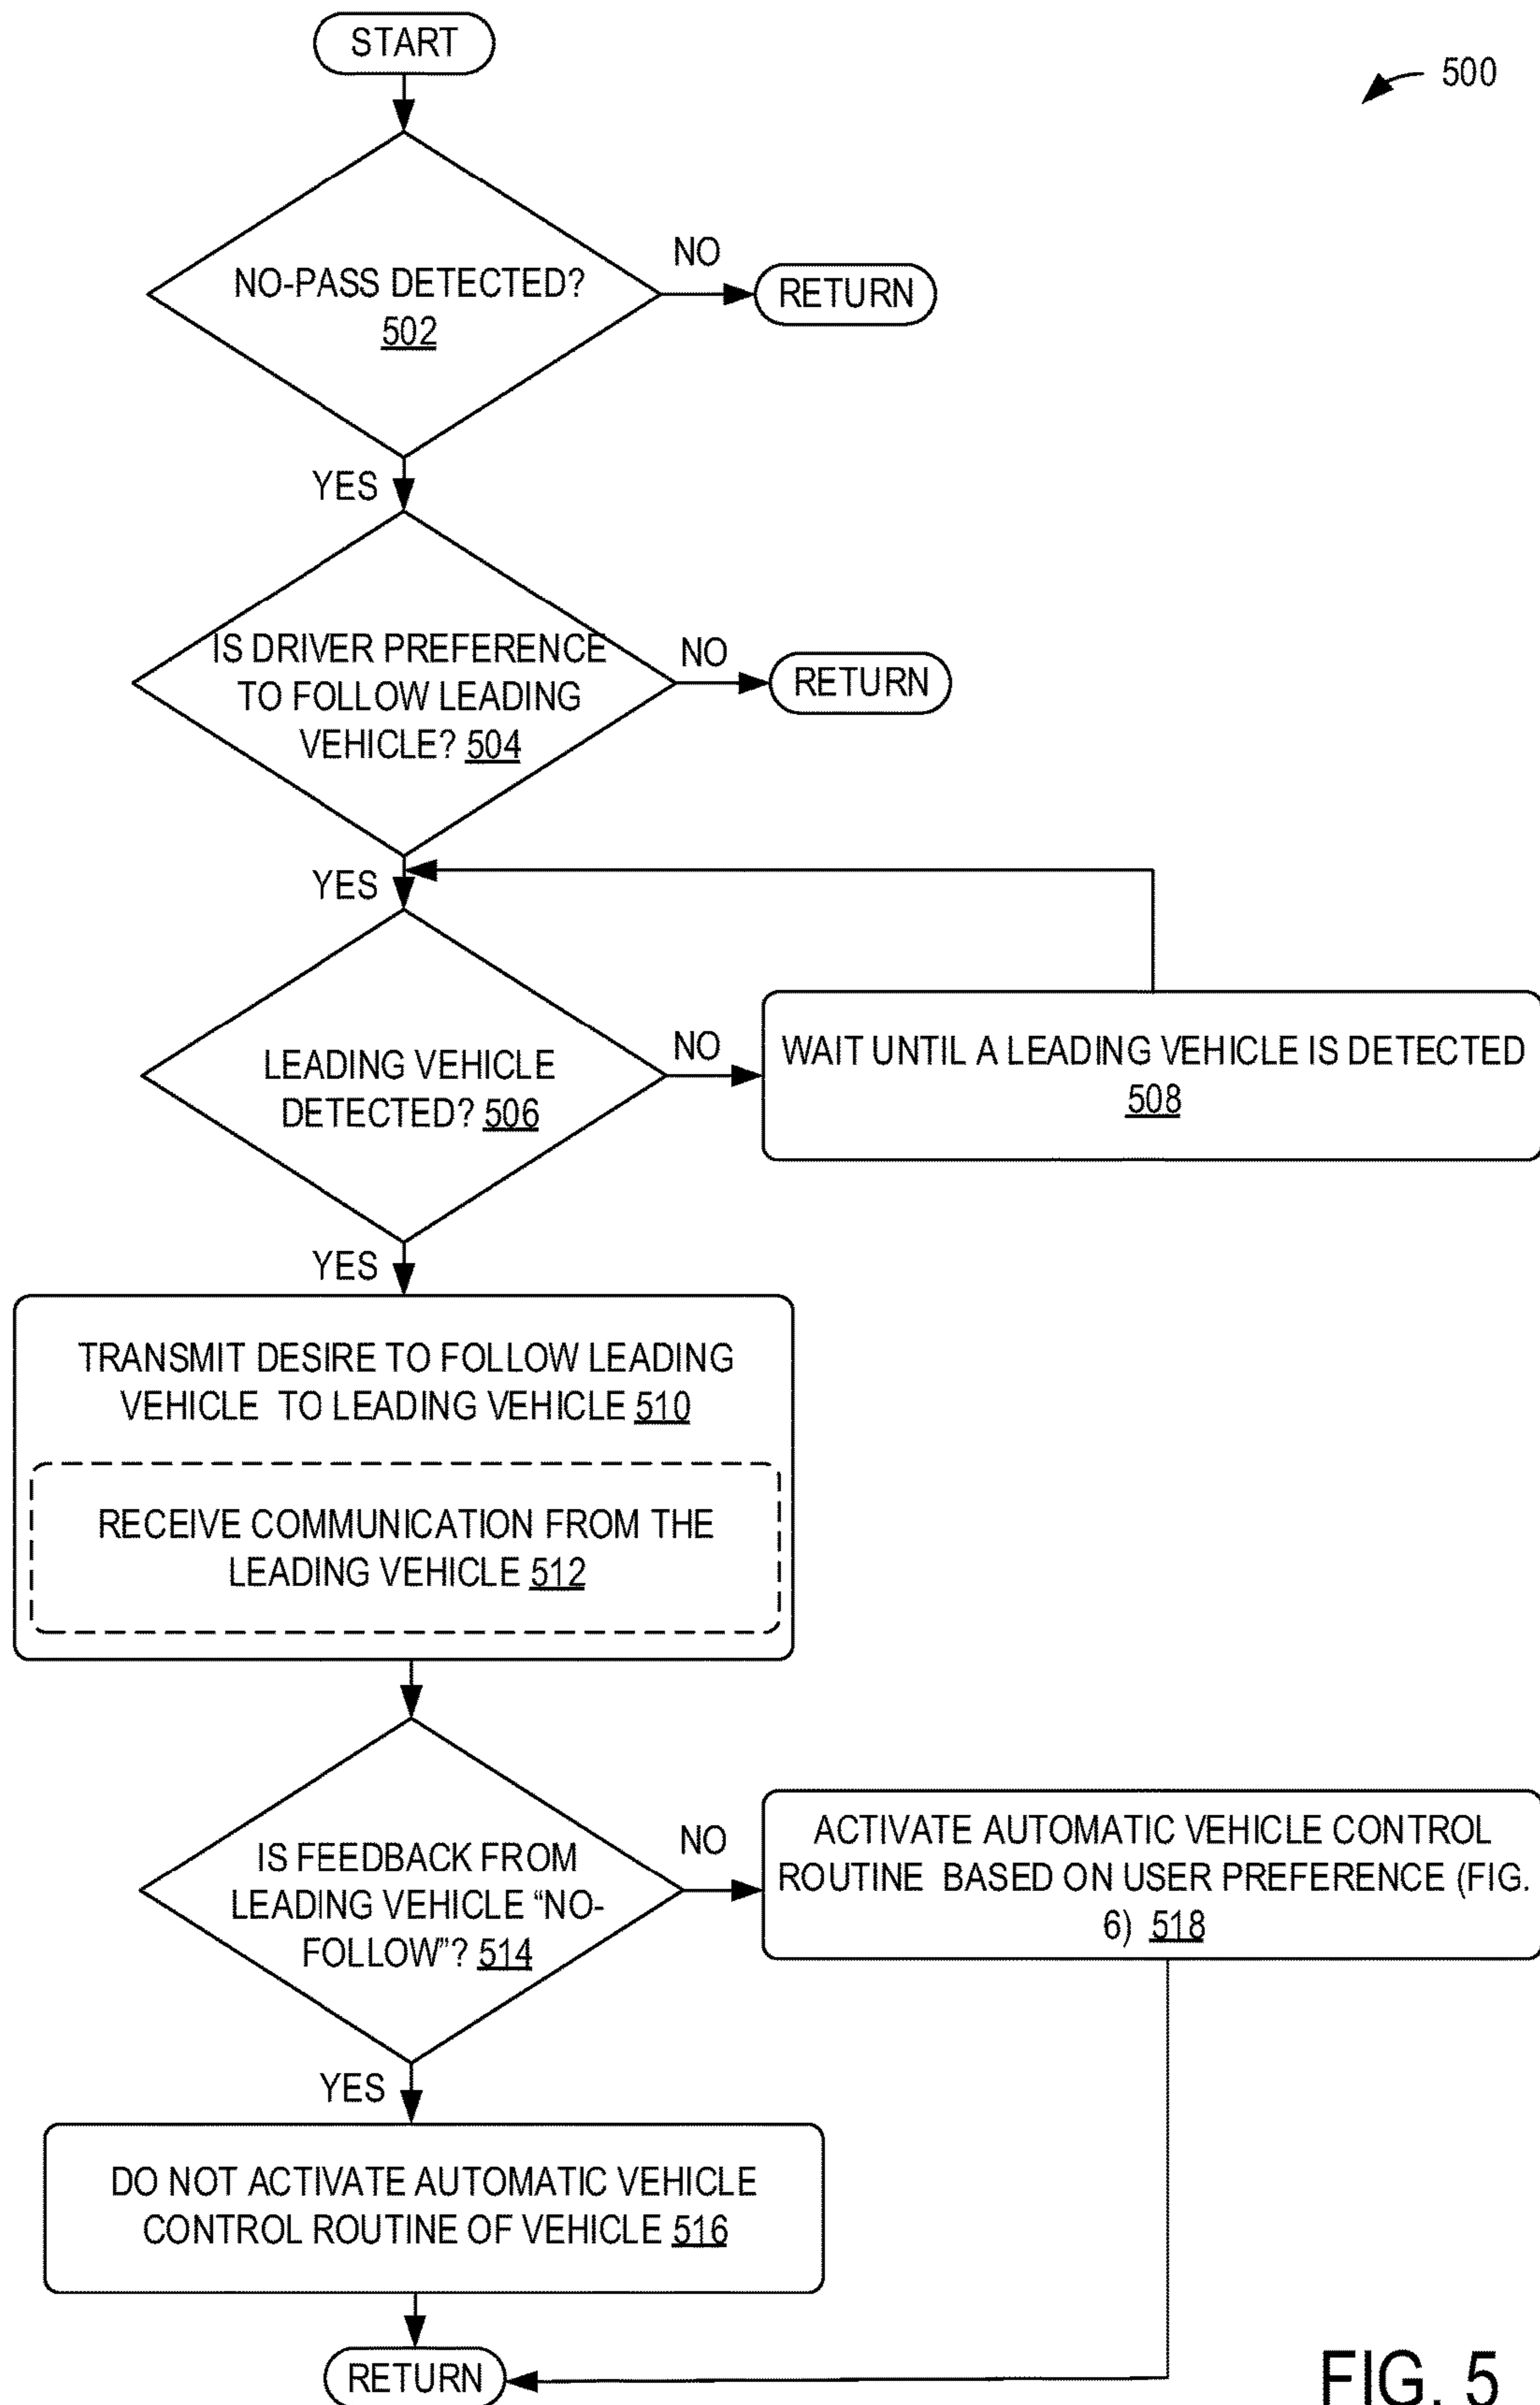 START
500
NO-PASS DETECTED?
502
NO
RETURN
YES
IS DRIVER PREFERENCE
TO FOLLOW LEADING
VEHICLE? 504
NO
RETURN
YES
LEADING VEHICLE
DETECTED? 506
NO
WAIT UNTIL A LEADING VEHICLE IS DETECTED
508
YES
TRANSMIT DESIRE TO FOLLOW LEADING
VEHICLE TO LEADING VEHICLE 510
RECEIVE COMMUNICATION FROM THE
LEADING VEHICLE 512
IS FEEDBACK FROM
LEADING VEHICLE “NO-
FOLLOW”? 514
NO
ACTIVATE AUTOMATIC VEHICLE CONTROL
ROUTINE BASED ON USER PREFERENCE (FIG.
6) 518
YES
DO NOT ACTIVATE AUTOMATIC VEHICLE
CONTROL ROUTINE OF VEHICLE 516
RETURN
FIG. 5